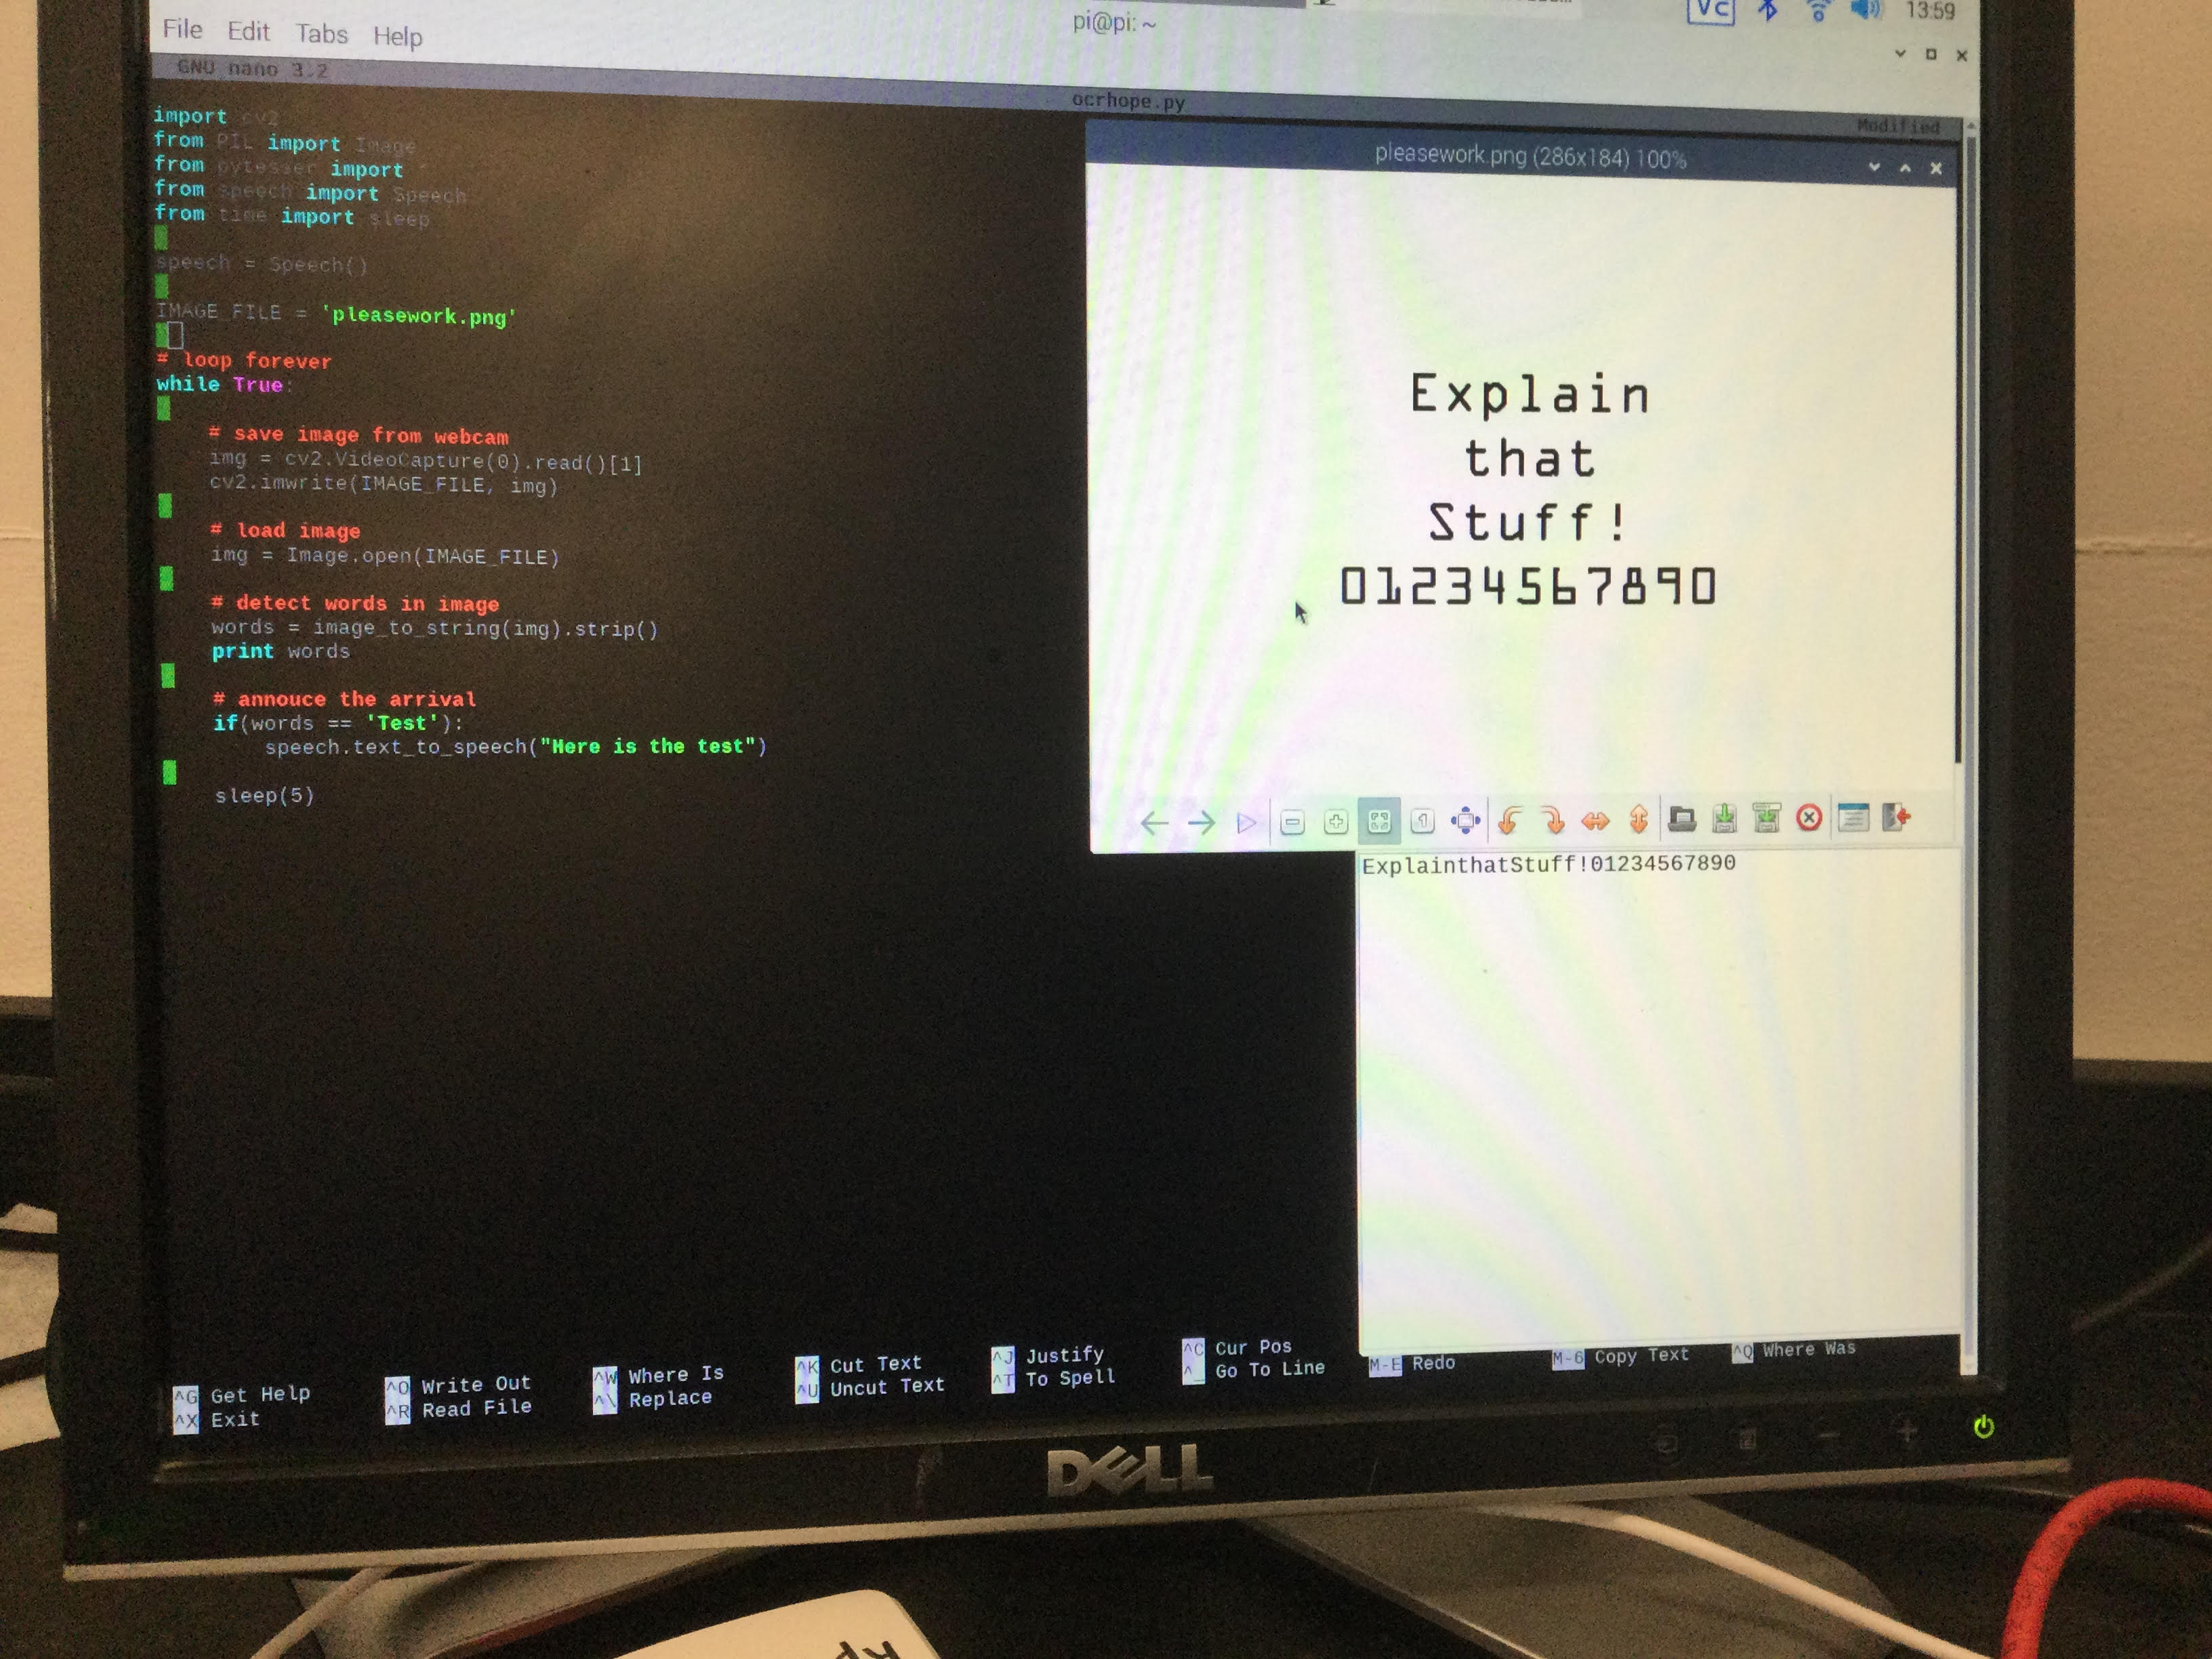 File Edit Tabs Help
pi@pi: ~
VC
13:59
GNU nano 3.2
ocrhope.py
Modified
import cv2
from PIL import Image
from pytesser import
from speech import Speech
from time import sleep
speech = Speech()
IMAGE_FILE = 'pleasework.png'
# loop forever
while True:
# save image from webcam
img = cv2.VideoCapture(0).read()[1]
cv2.imwrite(IMAGE_FILE, img)
# load image
img = Image.open(IMAGE_FILE)
# detect words in image
words = image_to_string(img).strip()
print words
# annouce the arrival
if(words == 'Test'):
speech.text_to_speech("Here is the test")
sleep(5)
pleasework.png (286x184) 100%
Explain
that
Stuff!
01234567890
1
ExplainthatStuff!01234567890
^G Get Help ^O Write Out ^W Where Is ^K Cut Text ^J Justify ^C Cur Pos M-E Redo M-6 Copy Text ^Q Where Was
^X Exit ^R Read File ^\ Replace ^U Uncut Text ^T To Spell ^_ Go To Line
DELL